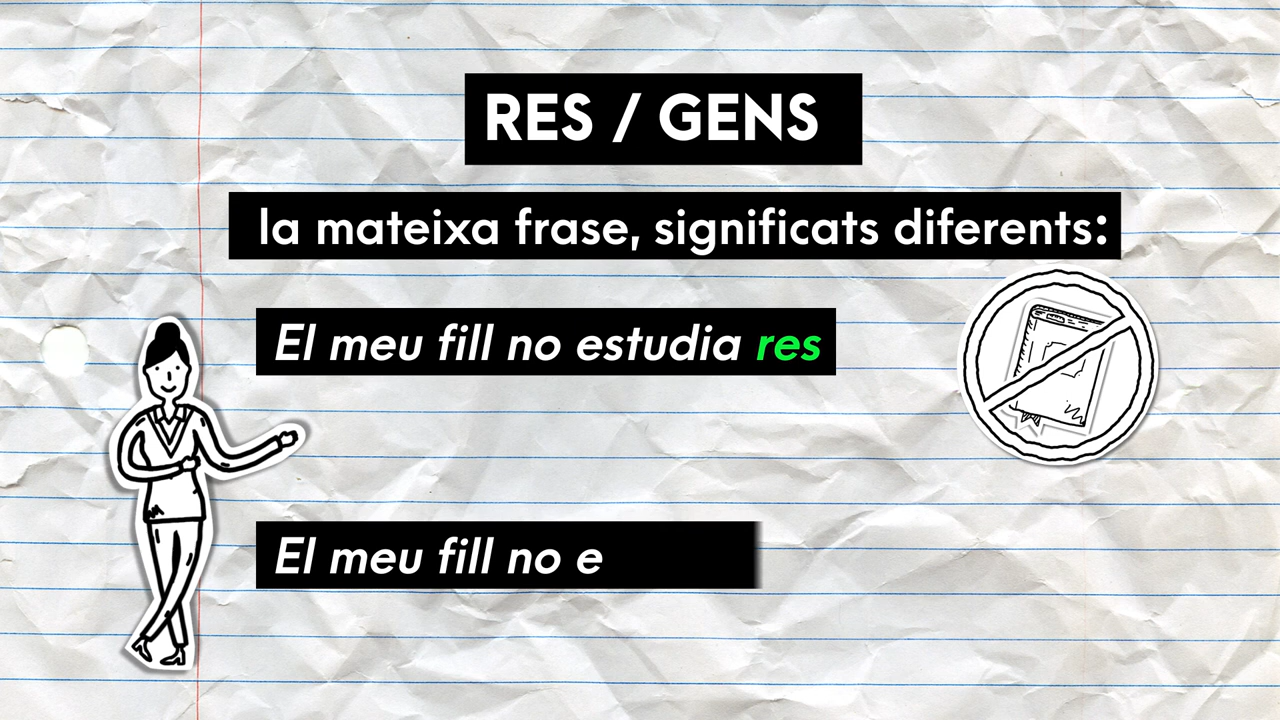 RES / GENS
la mateixa frase, significats diferents:
El meu fill no estudia res
El meu fill no e